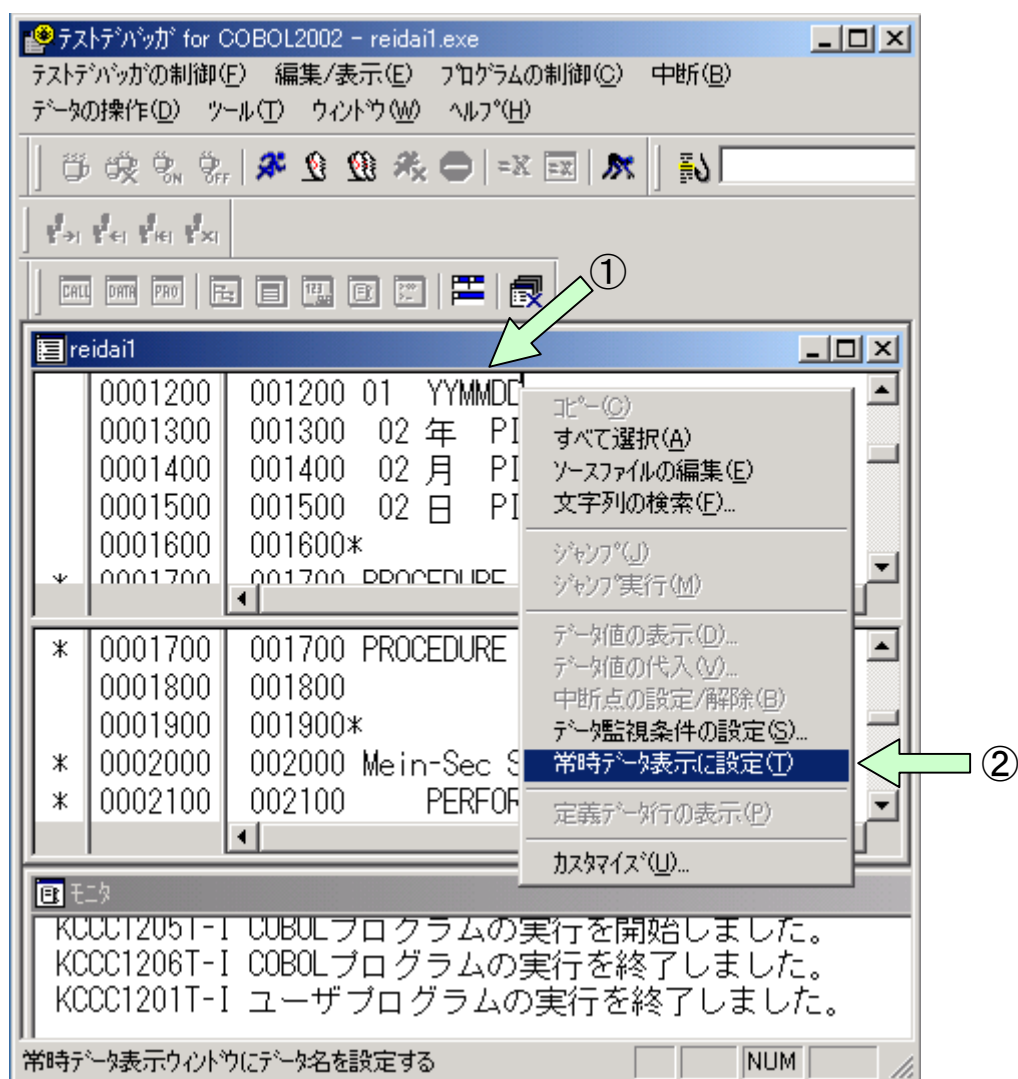 テストデバッガ for COBOL2002 - reidai1.exe
テストデバッガの制御(F) 編集/表示(E) プログラムの制御(C) 中断(B)
データの操作(D) ツール(T) ウィンドウ(W) ヘルプ(H)
ON OFF =X =X
CALL DATA PRO 123
①
reidai1
0001200 001200 01 YYMMDD
0001300 001300 02 年 PI
0001400 001400 02 月 PI
0001500 001500 02 日 PI
0001600 001600*
* 0001700 001700 PROCEDURE
* 0001700 001700 PROCEDURE
0001800 001800
0001900 001900*
* 0002000 002000 Mein-Sec S
* 0002100 002100 PERFOR
コピー(C)
すべて選択(A)
ソースファイルの編集(E)
文字列の検索(F)...
ジャンプ(J)
ジャンプ実行(M)
データ値の表示(D)...
データ値の代入(V)...
中断点の設定/解除(B)
データ監視条件の設定(S)...
常時データ表示に設定(T)
②
定義データ行の表示(P)
カスタマイズ(U)...
モニタ
KCCC1205T-I COBOLプログラムの実行を開始しました。
KCCC1206T-I COBOLプログラムの実行を終了しました。
KCCC1201T-I ユーザプログラムの実行を終了しました。
常時データ表示ウィンドウにデータ名を設定する NUM